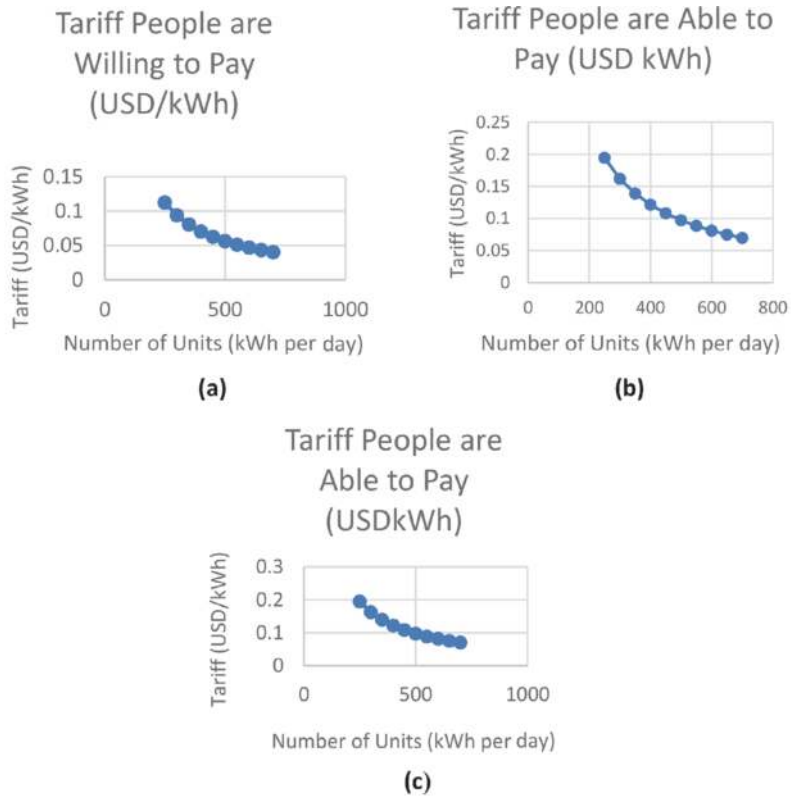 Tariff People are
Willing to Pay
(USD/kWh)
Tariff (USD/kWh)
0.15
0.1
0.05
0
0
500
1000
Number of Units (kWh per day)
(a)
Tariff People are Able to
Pay (USD kWh)
Tariff (USD/kWh)
0.25
0.2
0.15
0.1
0.05
0
0
200
400
600
800
Number of Units (kWh per day)
(b)
Tariff People are
Able to Pay
(USDkWh)
Tariff (USD/kWh)
0.3
0.2
0.1
0
0
500
1000
Number of Units (kWh per day)
(c)